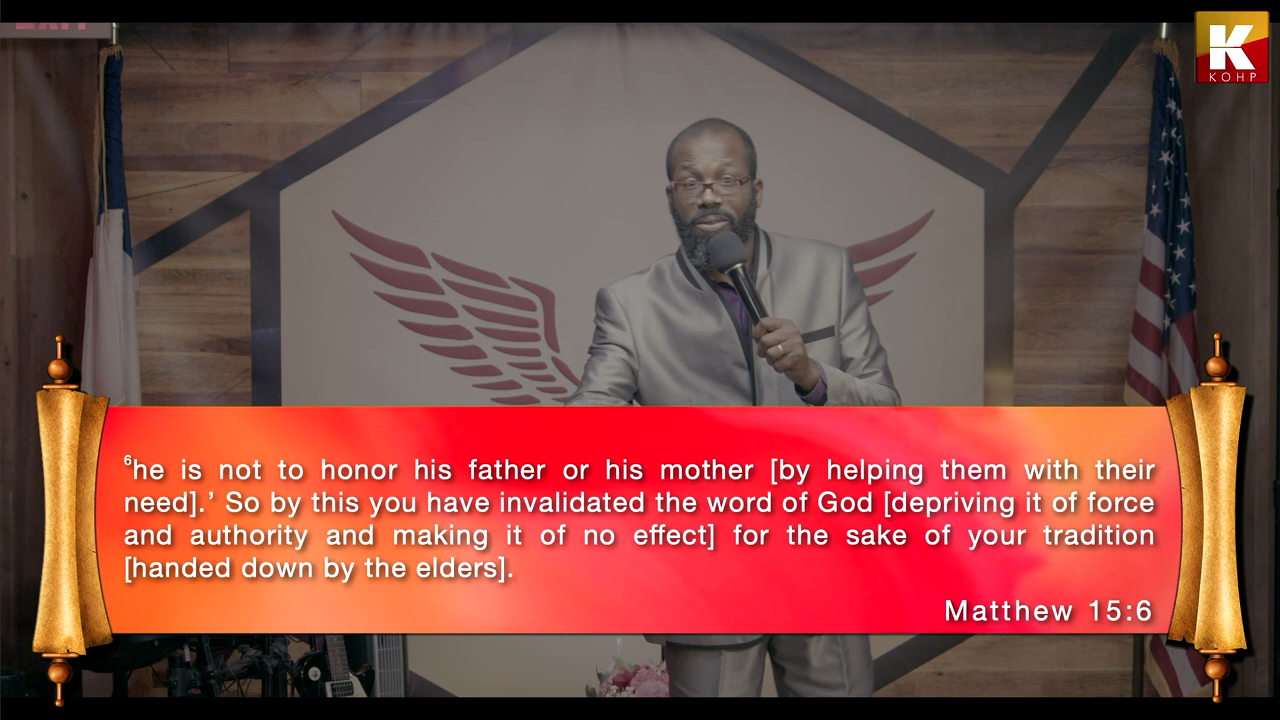 EXIT
K
KOHP
⁶he is not to honor his father or his mother [by helping them with their
need].’ So by this you have invalidated the word of God [depriving it of force
and authority and making it of no effect] for the sake of your tradition
[handed down by the elders].
Matthew 15:6